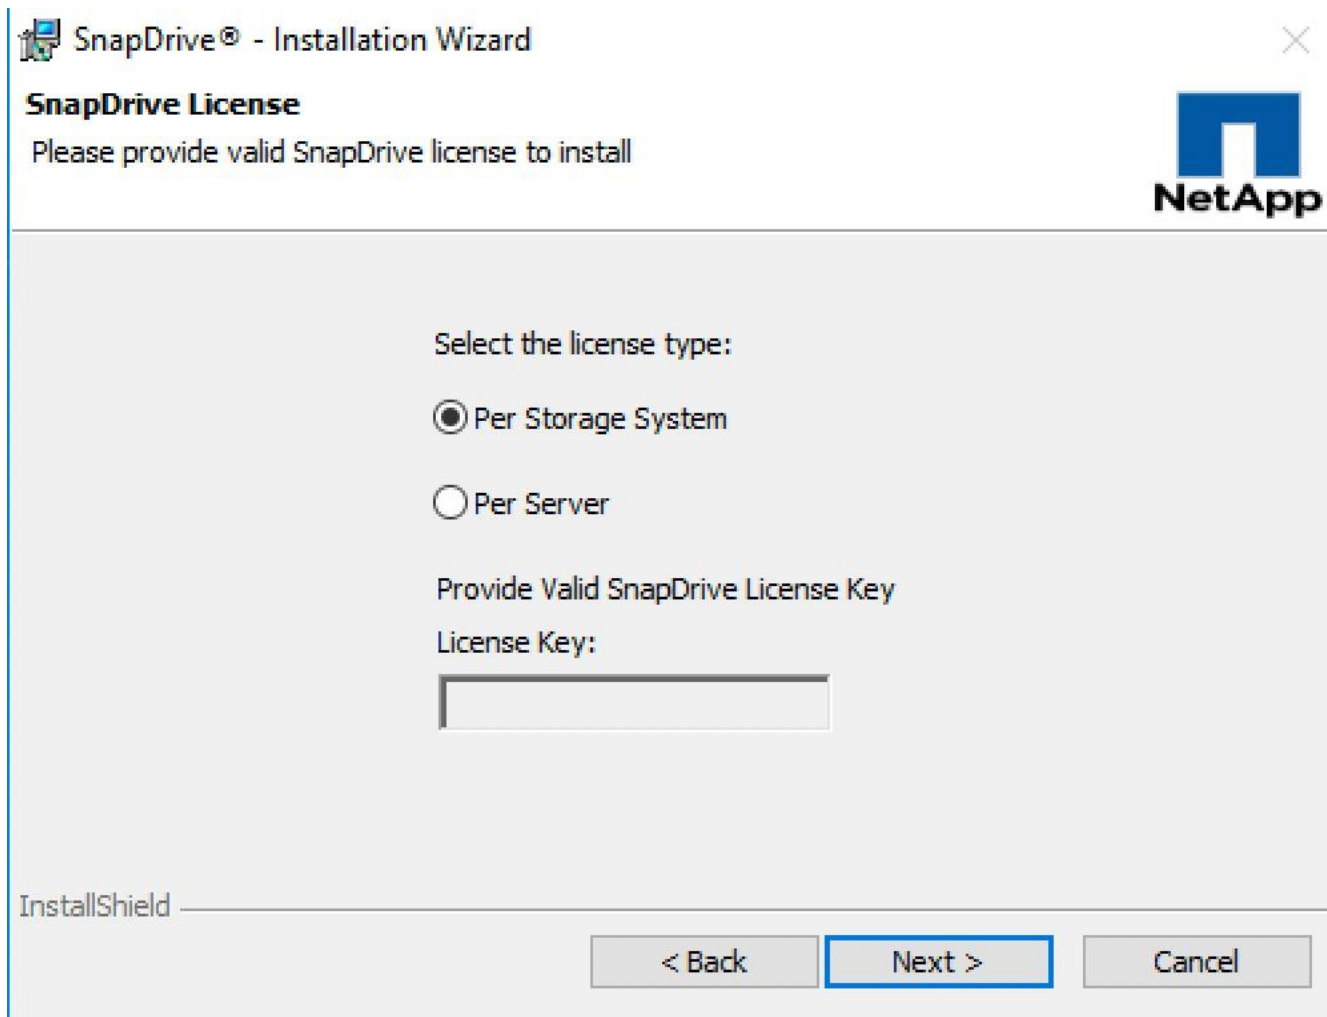 SnapDrive® - Installation Wizard
SnapDrive License
Please provide valid SnapDrive license to install
NetApp
Select the license type:
Per Storage System
Per Server
Provide Valid SnapDrive License Key
License Key:
InstallShield
< Back Next > Cancel